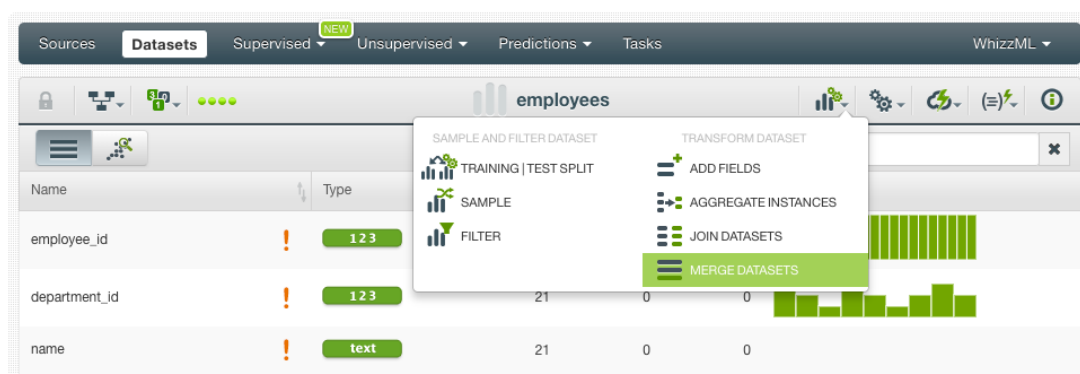 NEW
Sources Datasets Supervised Unsupervised Predictions Tasks WhizzML
employees
SAMPLE AND FILTER DATASET TRANSFORM DATASET
TRAINING | TEST SPLIT ADD FIELDS
SAMPLE AGGREGATE INSTANCES
FILTER JOIN DATASETS
MERGE DATASETS
Name Type
employee_id ! 123
department_id ! 123 21 0 0
name ! text 21 0 0